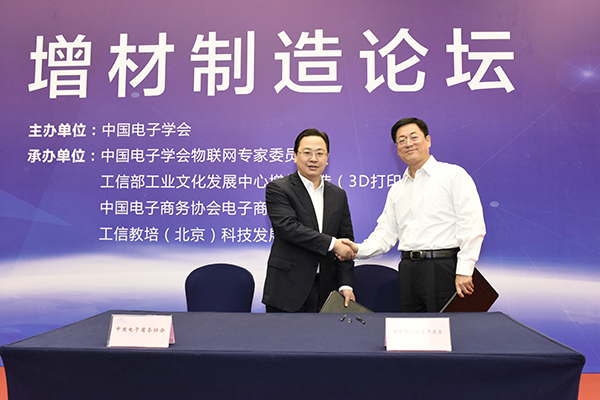 增材制造论坛
主办单位：中国电子学会
承办单位：中国电子学会物联网专家委员
工信部工业文化发展中心增 造（3D打印
中国电子商务协会电子商
工信教培（北京）科技发展
中国电子商务协会